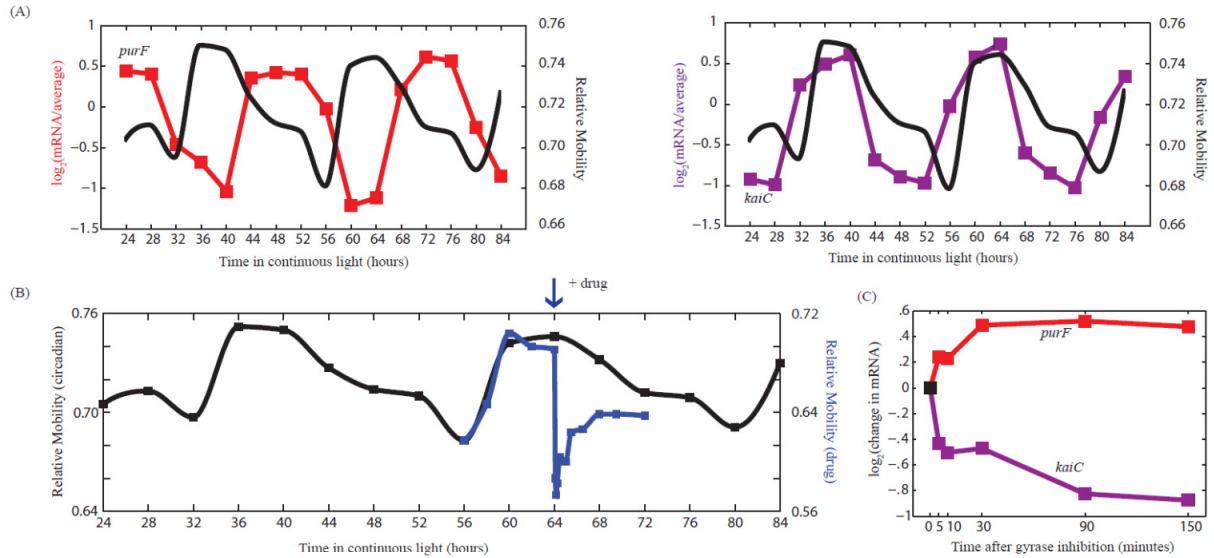 (A)
1
0.5
0
−0.5
−1
−1.5
log2(mRNA/average)
purF
0.76
0.74
0.72
0.70
0.68
0.66
Relative Mobility
24 28 32 36 40 44 48 52 56 60 64 68 72 76 80 84
Time in continuous light (hours)
1
0.5
0
−0.5
−1
−1.5
log2(mRNA/average)
kaiC
0.76
0.74
0.72
0.70
0.68
0.66
Relative Mobility
24 28 32 36 40 44 48 52 56 60 64 68 72 76 80 84
Time in continuous light (hours)
(B)
+ drug
0.76
0.70
0.64
Relative Mobility (circadian)
0.72
0.64
0.56
Relative Mobility (drug)
24 28 32 36 40 44 48 52 56 60 64 68 72 76 80 84
Time in continuous light (hours)
(C)
.6
.4
.2
0
−.2
−.4
−.6
−.8
−1
log2(change in mRNA)
purF
kaiC
0 5 10 30 90 150
Time after gyrase inhibition (minutes)